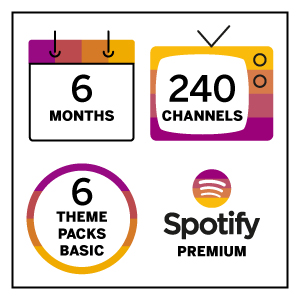 6
MONTHS
240
CHANNELS
6
THEME
PACKS
BASIC
Spotify
PREMIUM